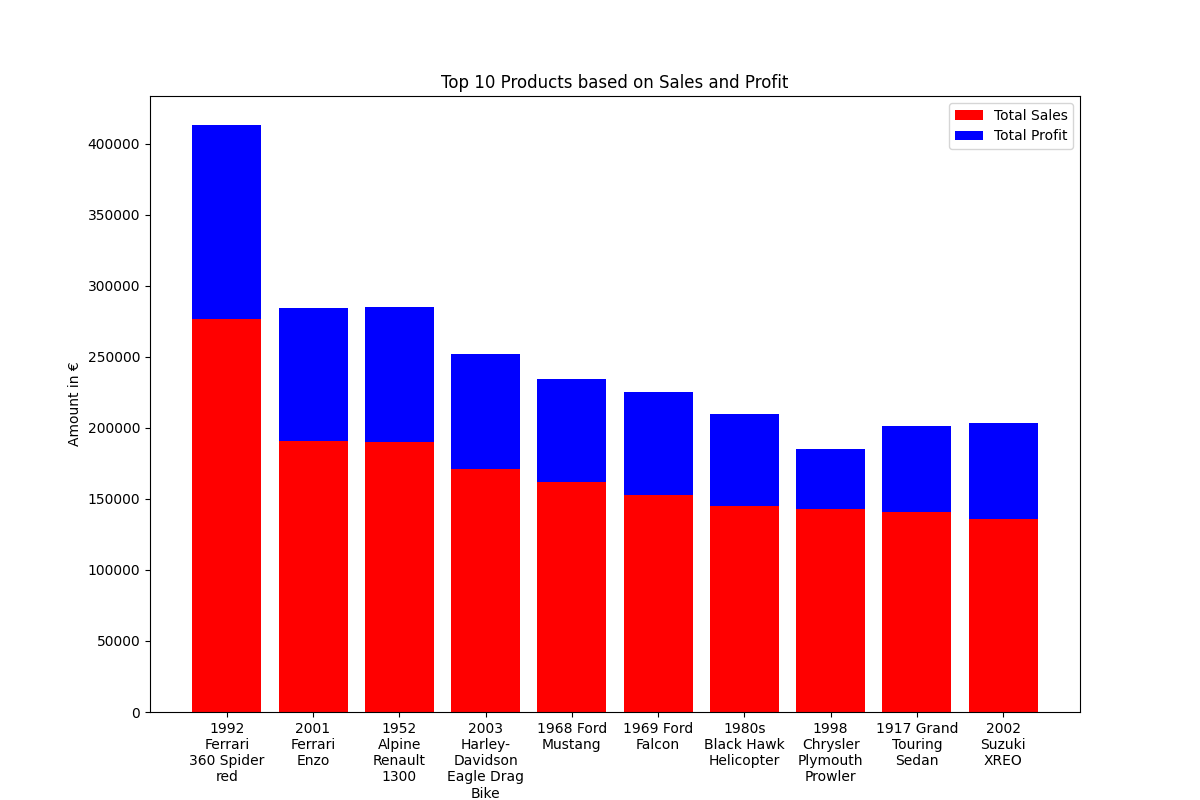 Top 10 Products based on Sales and Profit
Total Sales
Total Profit
Amount in €
400000
350000
300000
250000
200000
150000
100000
50000
0
1992
Ferrari
360 Spider
red
2001
Ferrari
Enzo
1952
Alpine
Renault
1300
2003
Harley-
Davidson
Eagle Drag
Bike
1968 Ford
Mustang
1969 Ford
Falcon
1980s
Black Hawk
Helicopter
1998
Chrysler
Plymouth
Prowler
1917 Grand
Touring
Sedan
2002
Suzuki
XREO